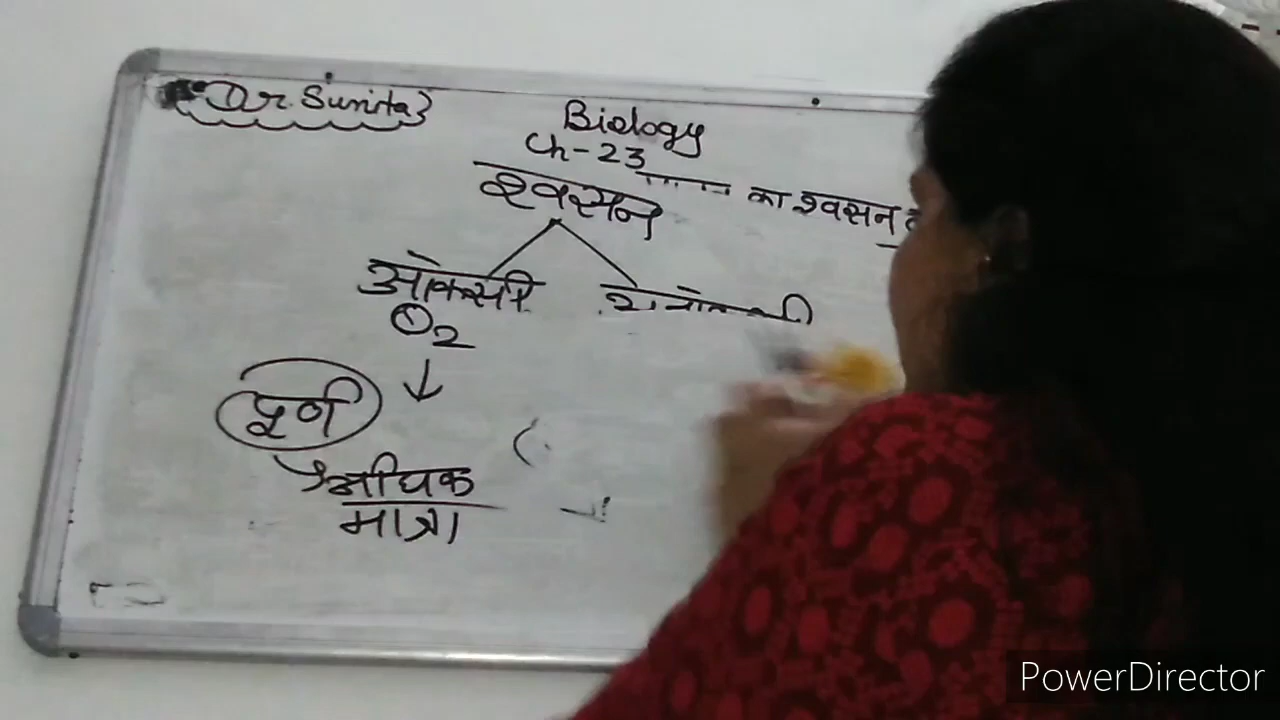 Dr. Sunita
Biology
Ch-23
का श्वसन
श्वसन
ऑक्सी
O2
पूर्ण
अधिक
मात्रा
PowerDirector